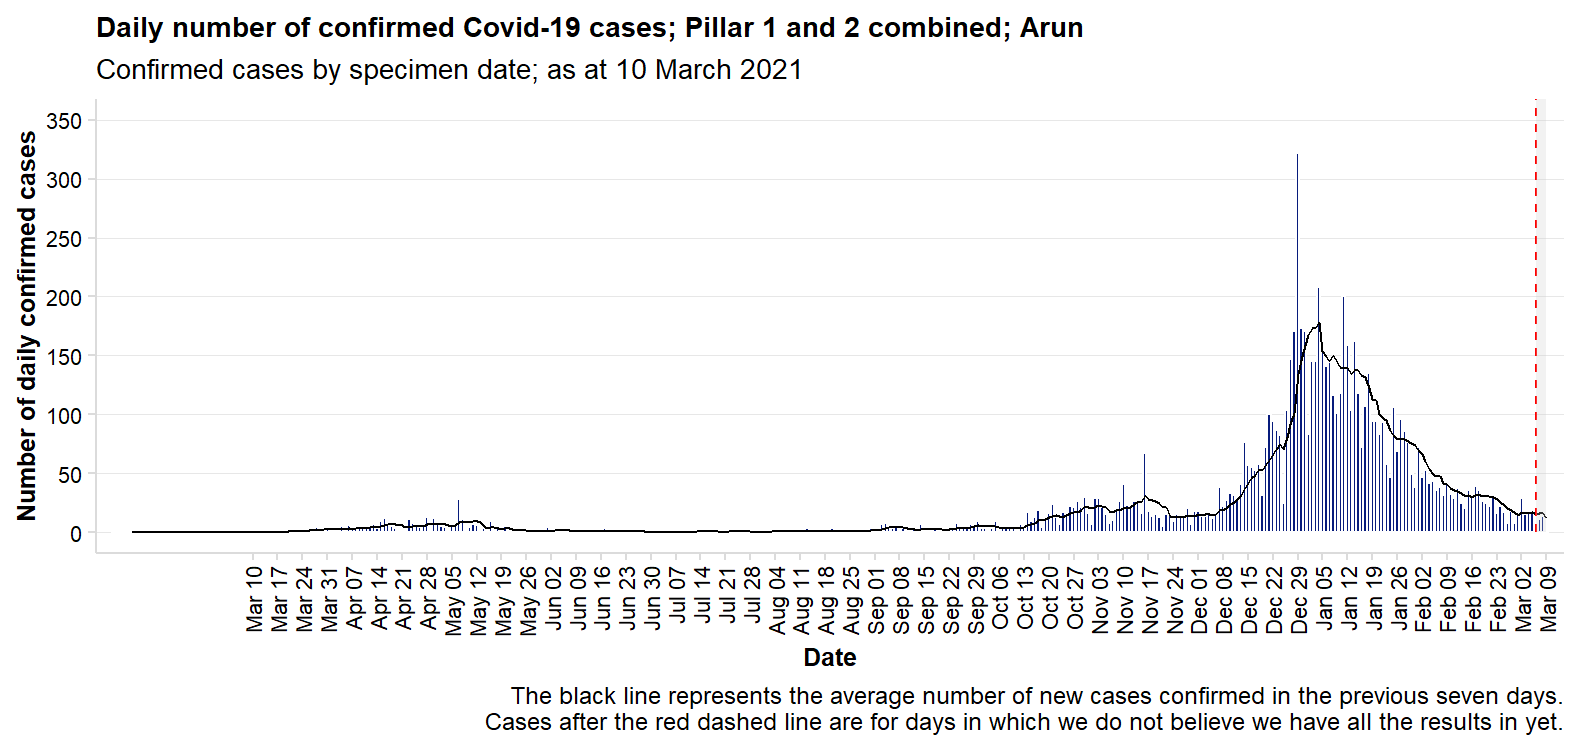 Daily number of confirmed Covid-19 cases; Pillar 1 and 2 combined; Arun
Confirmed cases by specimen date; as at 10 March 2021
Number of daily confirmed cases
350
300
250
200
150
100
50
0
Mar 10
Mar 17
Mar 24
Mar 31
Apr 07
Apr 14
Apr 21
Apr 28
May 05
May 12
May 19
May 26
Jun 02
Jun 09
Jun 16
Jun 23
Jun 30
Jul 07
Jul 14
Jul 21
Jul 28
Aug 04
Aug 11
Aug 18
Aug 25
Sep 01
Sep 08
Sep 15
Sep 22
Sep 29
Oct 06
Oct 13
Oct 20
Oct 27
Nov 03
Nov 10
Nov 17
Nov 24
Dec 01
Dec 08
Dec 15
Dec 22
Dec 29
Jan 05
Jan 12
Jan 19
Jan 26
Feb 02
Feb 09
Feb 16
Feb 23
Mar 02
Mar 09
Date
The black line represents the average number of new cases confirmed in the previous seven days.
Cases after the red dashed line are for days in which we do not believe we have all the results in yet.